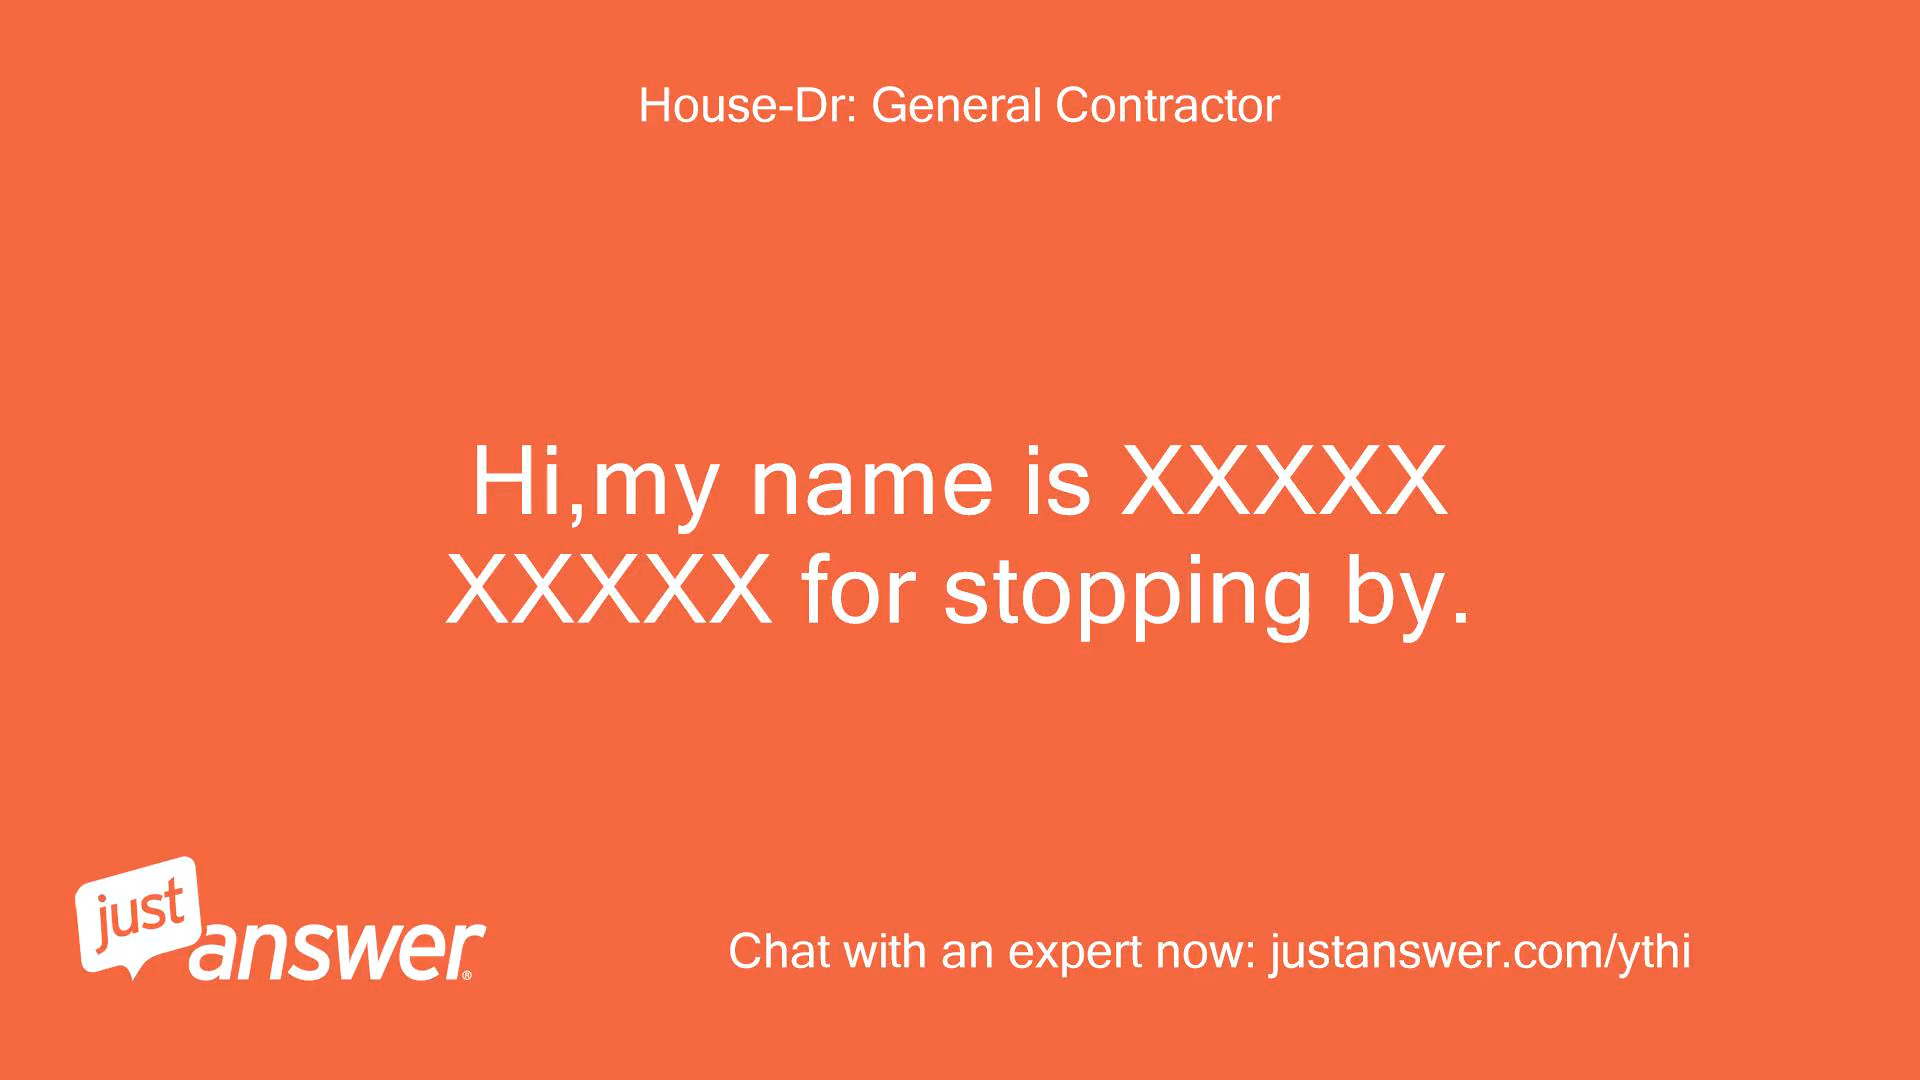 House-Dr: General Contractor
Hi,my name is XXXXX
XXXXX for stopping by.
just
answer®
Chat with an expert now: justanswer.com/ythi